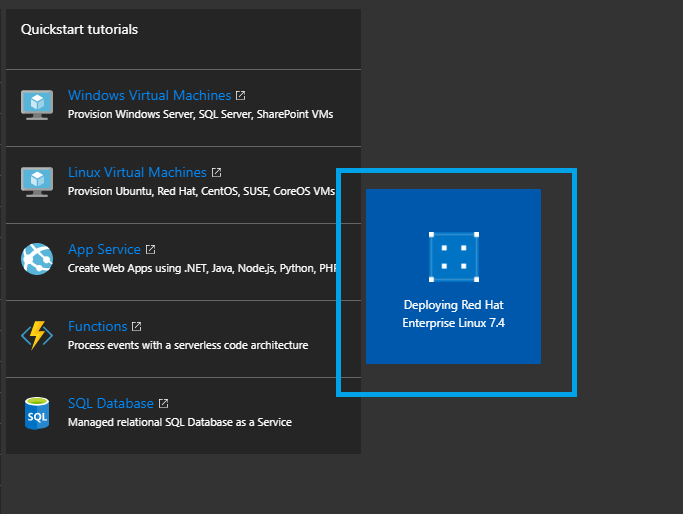 Quickstart tutorials
Windows Virtual Machines
Provision Windows Server, SQL Server, SharePoint VMs
Linux Virtual Machines
Provision Ubuntu, Red Hat, CentOS, SUSE, CoreOS VMs
App Service
Create Web Apps using .NET, Java, Node.js, Python, PHP
Functions
Process events with a serverless code architecture
SQL Database
SQL
Managed relational SQL Database as a Service
Deploying Red Hat
Enterprise Linux 7.4